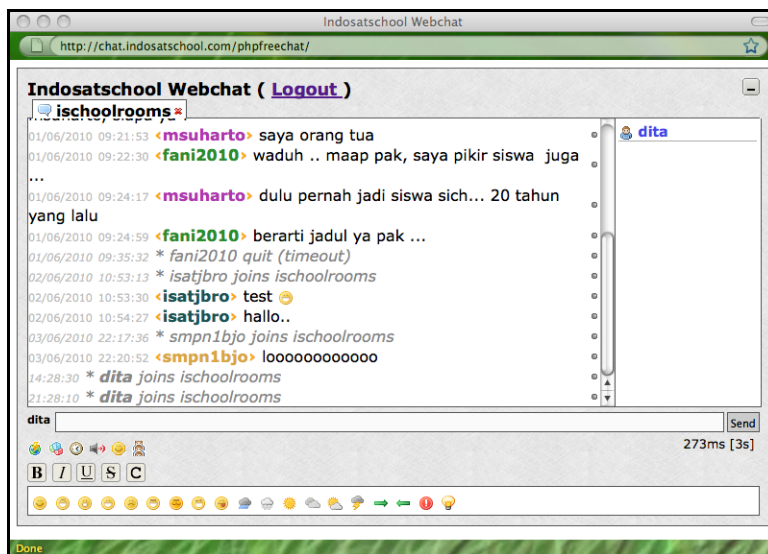 Indosatschool Webchat
http://chat.indosatschool.com/phpfreechat/
Indosatschool Webchat ( Logout )
ischoolrooms
01/06/2010 09:21:53 <msuharto> saya orang tua
01/06/2010 09:22:30 <fani2010> waduh .. maap pak, saya pikir siswa juga
...
01/06/2010 09:24:17 <msuharto> dulu pernah jadi siswa sich... 20 tahun
yang lalu
01/06/2010 09:24:59 <fani2010> berarti jadul ya pak ...
01/06/2010 09:35:32 * fani2010 quit (timeout)
02/06/2010 10:53:13 * isatjbro joins ischoolrooms
02/06/2010 10:53:30 <isatjbro> test
02/06/2010 10:54:27 <isatjbro> hallo..
03/06/2010 22:17:36 * smpn1bjo joins ischoolrooms
03/06/2010 22:20:52 <smpn1bjo> loooooooooooo
14:28:30 * dita joins ischoolrooms
21:28:10 * dita joins ischoolrooms
dita
dita
Send
273ms [3s]
B I U S C
Done